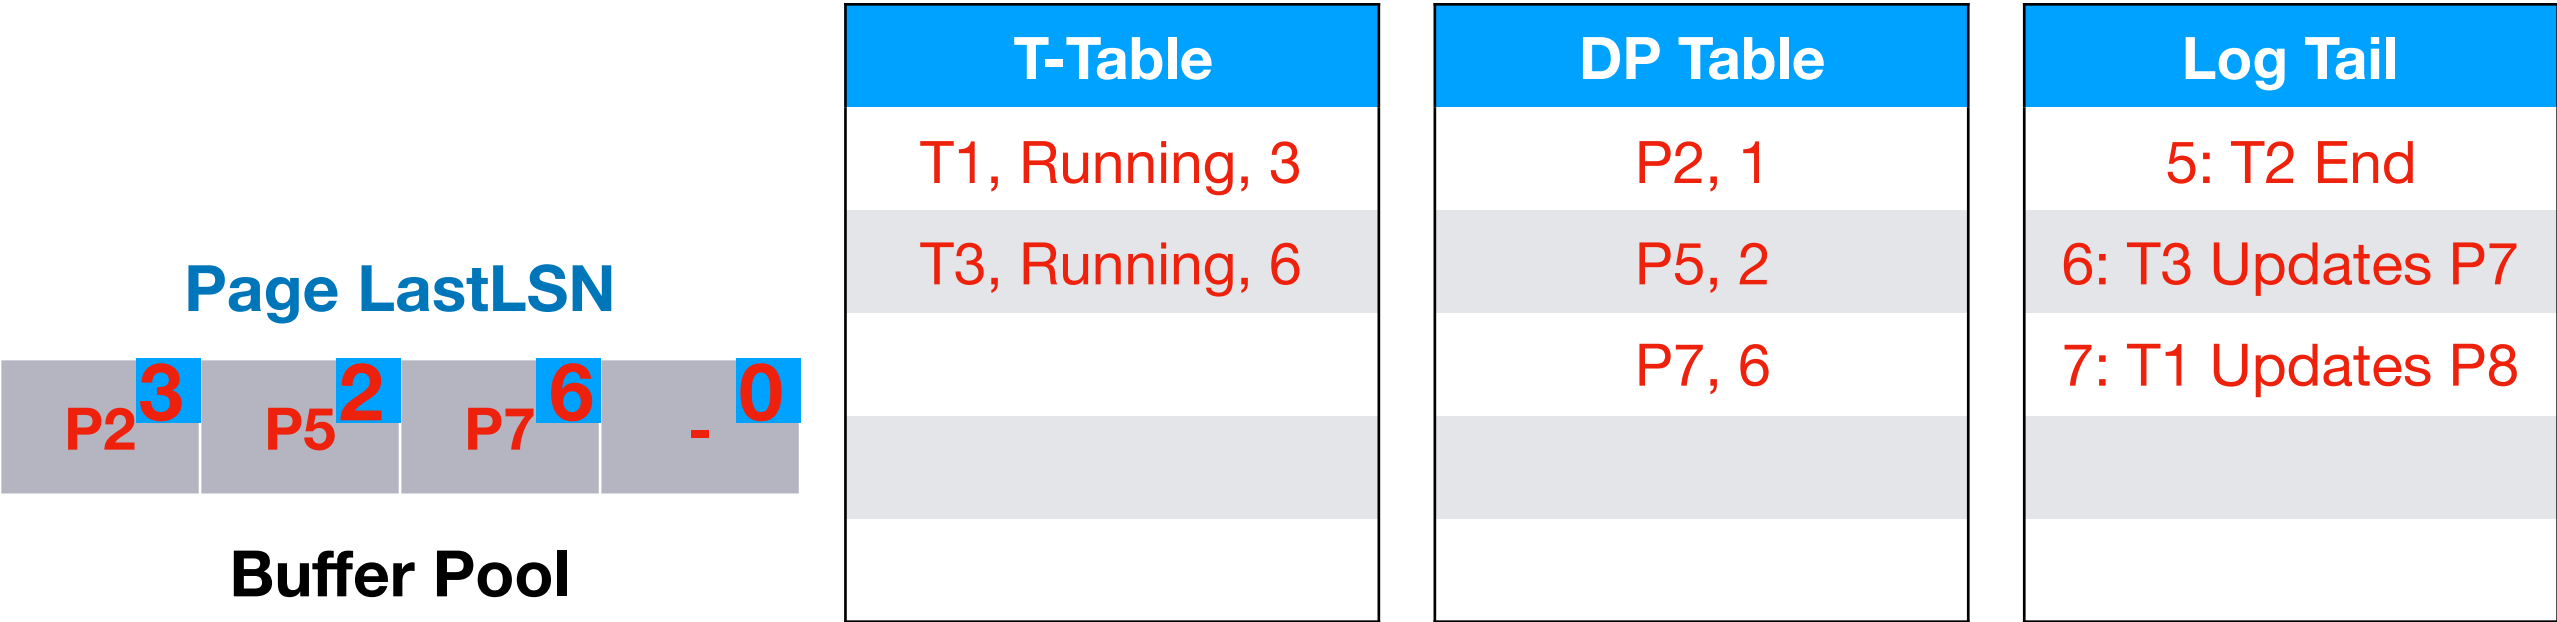 Page LastLSN
P2 3 P5 2 P7 6 - 0
Buffer Pool
T-Table
T1, Running, 3
T3, Running, 6
DP Table
P2, 1
P5, 2
P7, 6
Log Tail
5: T2 End
6: T3 Updates P7
7: T1 Updates P8